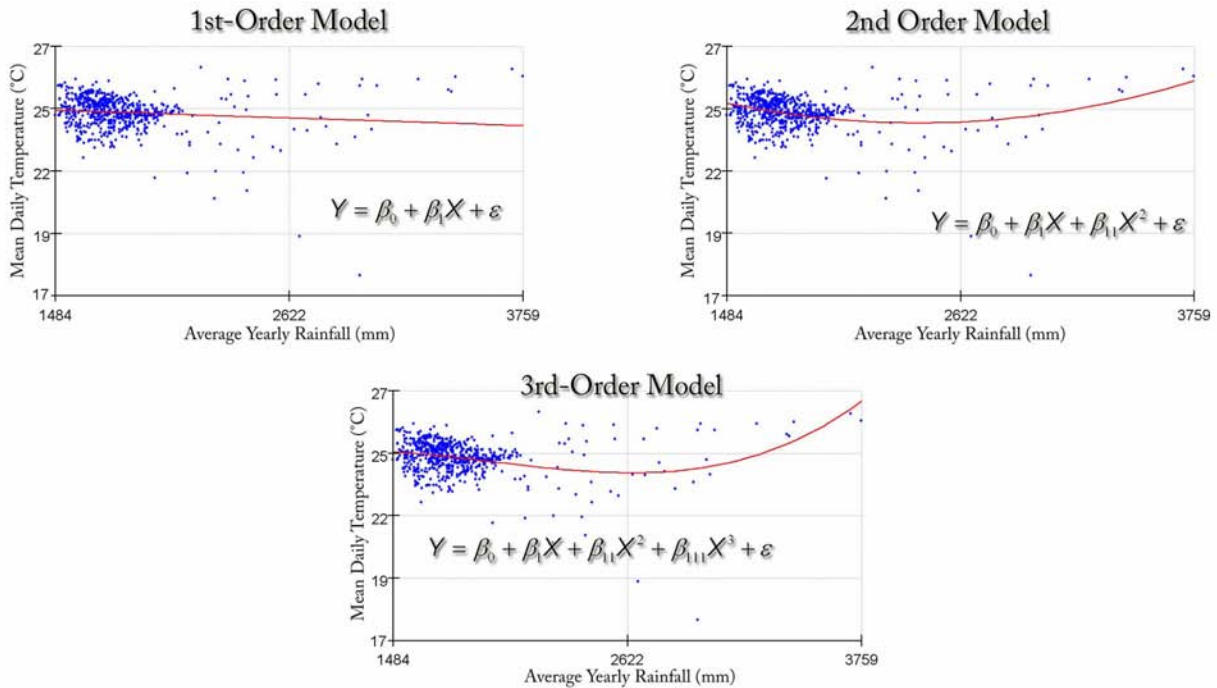 1st-Order Model
27
25
22
19
17
Mean Daily Temperature (°C)
Y = β₀ + β₁X + ε
1484
2622
3759
Average Yearly Rainfall (mm)
2nd Order Model
27
25
22
19
17
Mean Daily Temperature (°C)
Y = β₀ + β₁X + β₁₁X² + ε
1484
2622
3759
Average Yearly Rainfall (mm)
3rd-Order Model
27
25
22
19
17
Mean Daily Temperature (°C)
Y = β₀ + β₁X + β₁₁X² + β₁₁₁X³ + ε
1484
2622
3759
Average Yearly Rainfall (mm)